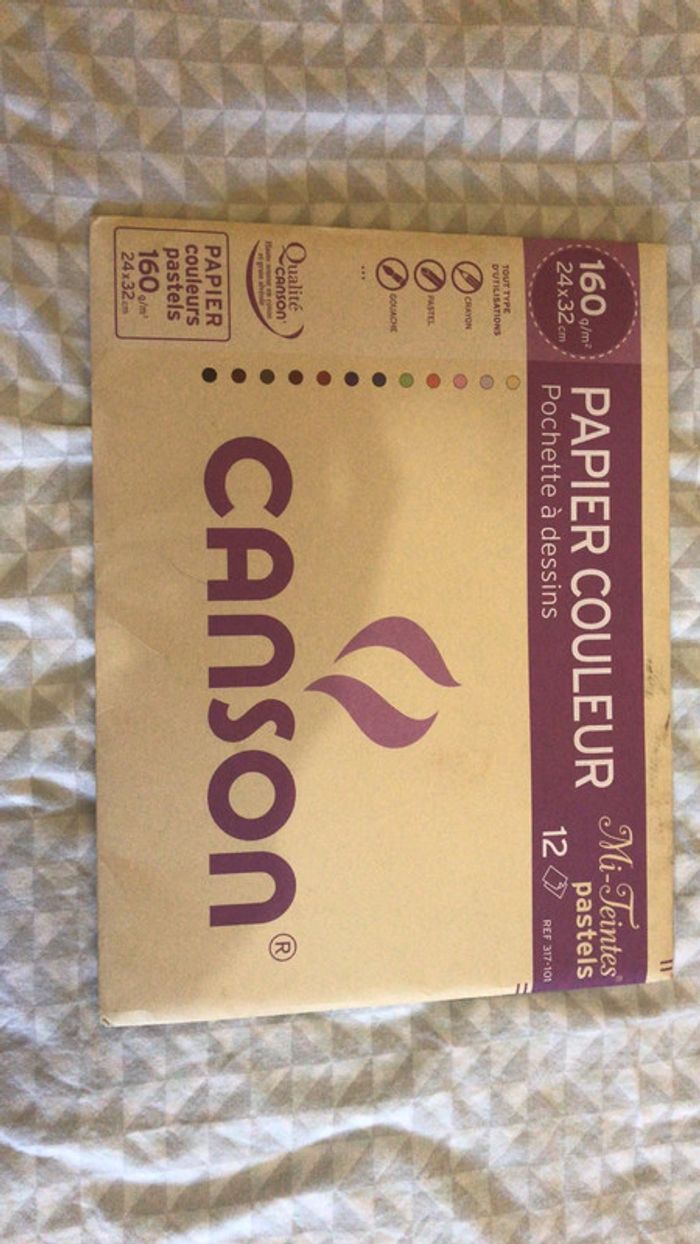 160 g/m²
24x32 cm
PAPIER COULEUR
Pochette à dessins
Mi-Teintes®
pastels
12
REF 317-101
TOUT TYPE
D'UTILISATIONS
CRAYON
PASTEL
GOUACHE
...
Qualité
CANSON®
PAPIER
couleurs
pastels
160 g/m²
24x32 cm
CANSON®